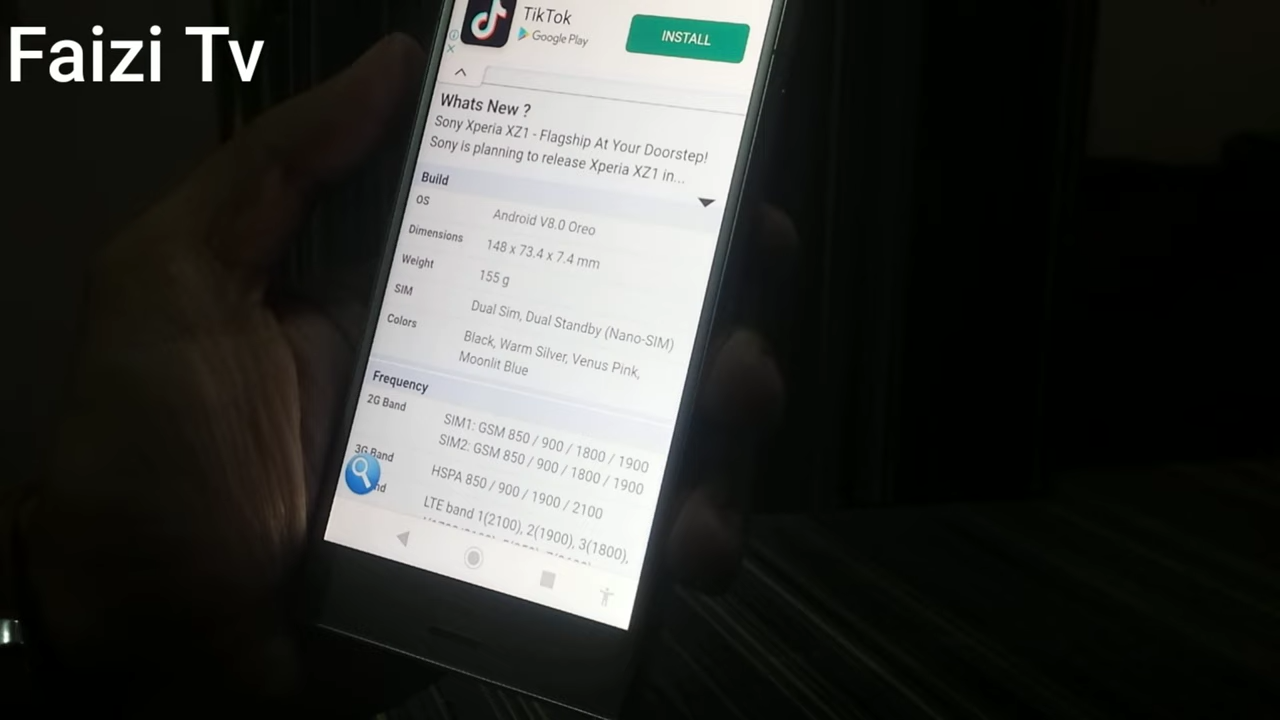 Faizi Tv
TikTok
Google Play
INSTALL
Whats New ?
Sony Xperia XZ1 - Flagship At Your Doorstep!
Sony is planning to release Xperia XZ1 in...
Build
OS Android V8.0 Oreo
Dimensions 148 x 73.4 x 7.4 mm
Weight 155 g
SIM Dual Sim, Dual Standby (Nano-SIM)
Colors Black, Warm Silver, Venus Pink,
Moonlit Blue
Frequency
2G Band SIM1: GSM 850 / 900 / 1800 / 1900
SIM2: GSM 850 / 900 / 1800 / 1900
3G Band HSPA 850 / 900 / 1900 / 2100
LTE band 1(2100), 2(1900), 3(1800),